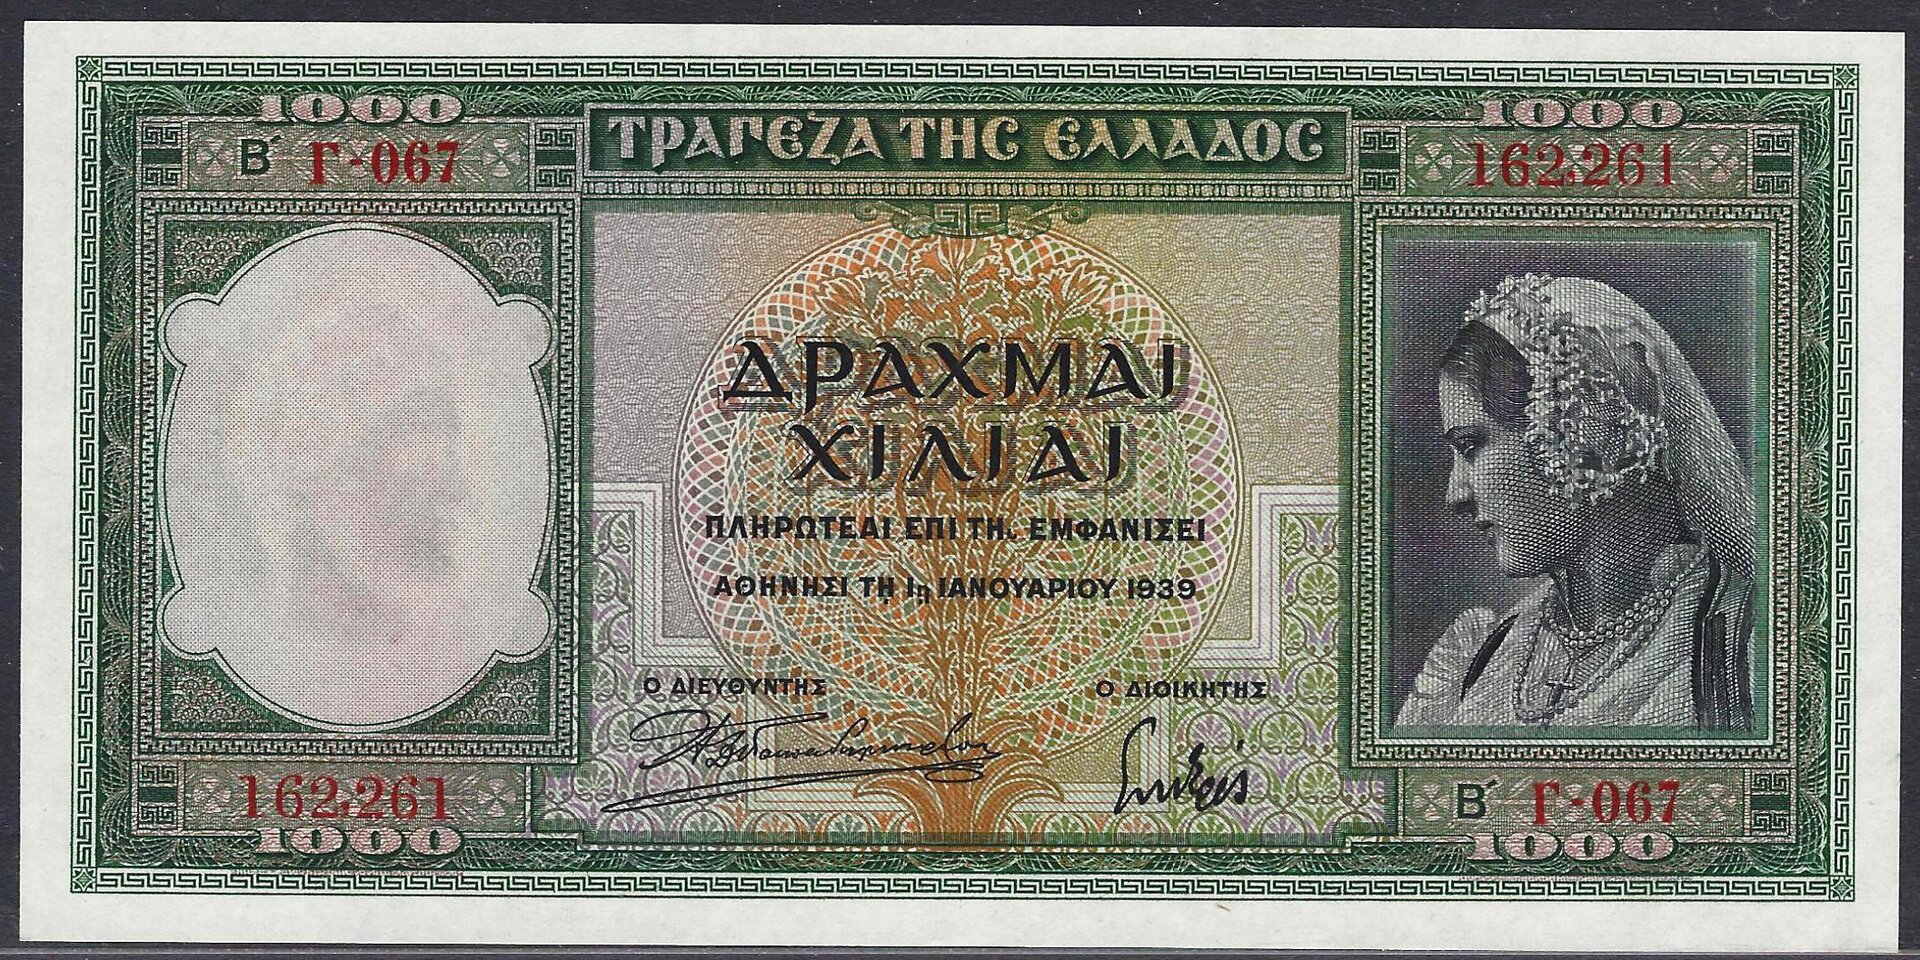 1000
Β΄ Γ-067
ΤΡΑΠΕΖΑ ΤΗΣ ΕΛΛΑΔΟΣ
1000
162,261
ΔΡΑΧΜΑΙ
ΧΙΛΙΑΙ
ΠΛΗΡΩΤΕΑΙ ΕΠΙ ΤΗι ΕΜΦΑΝΙΣΕΙ
ΑΘΗΝΗΣΙ ΤΗ 1η ΙΑΝΟΥΑΡΙΟΥ 1939
Ο ΔΙΕΥΘΥΝΤΗΣ
Ο ΔΙΟΙΚΗΤΗΣ
162,261
1000
Β΄ Γ-067
1000